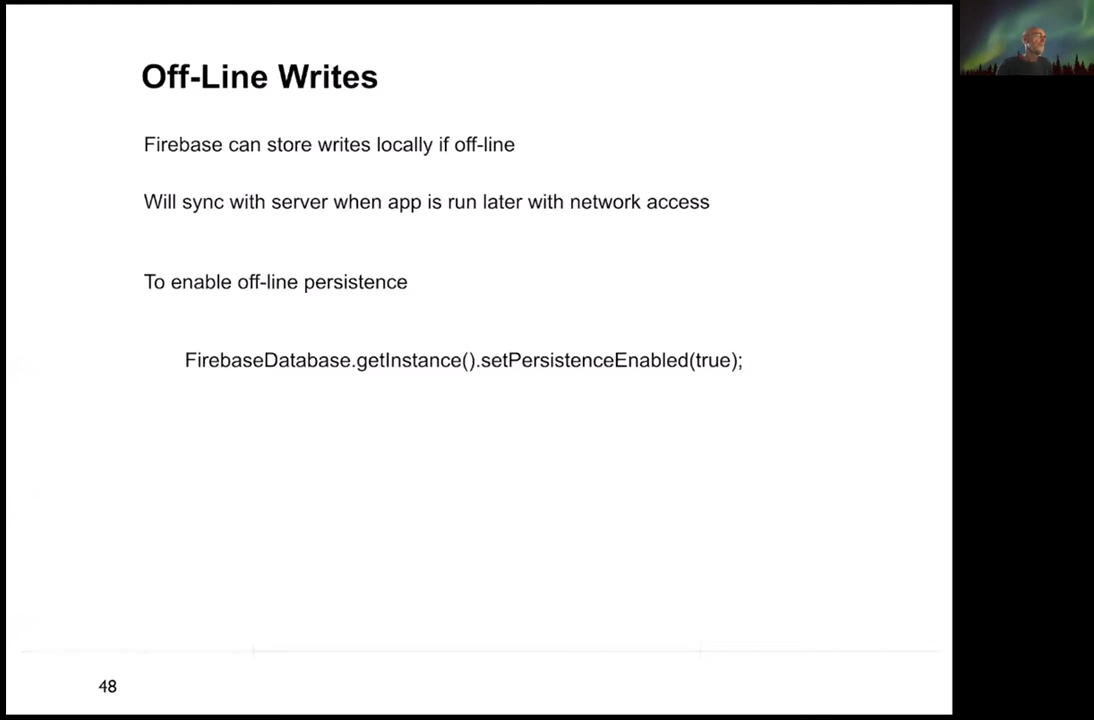 Off-Line Writes
Firebase can store writes locally if off-line
Will sync with server when app is run later with network access
To enable off-line persistence
FirebaseDatabase.getInstance().setPersistenceEnabled(true);
48